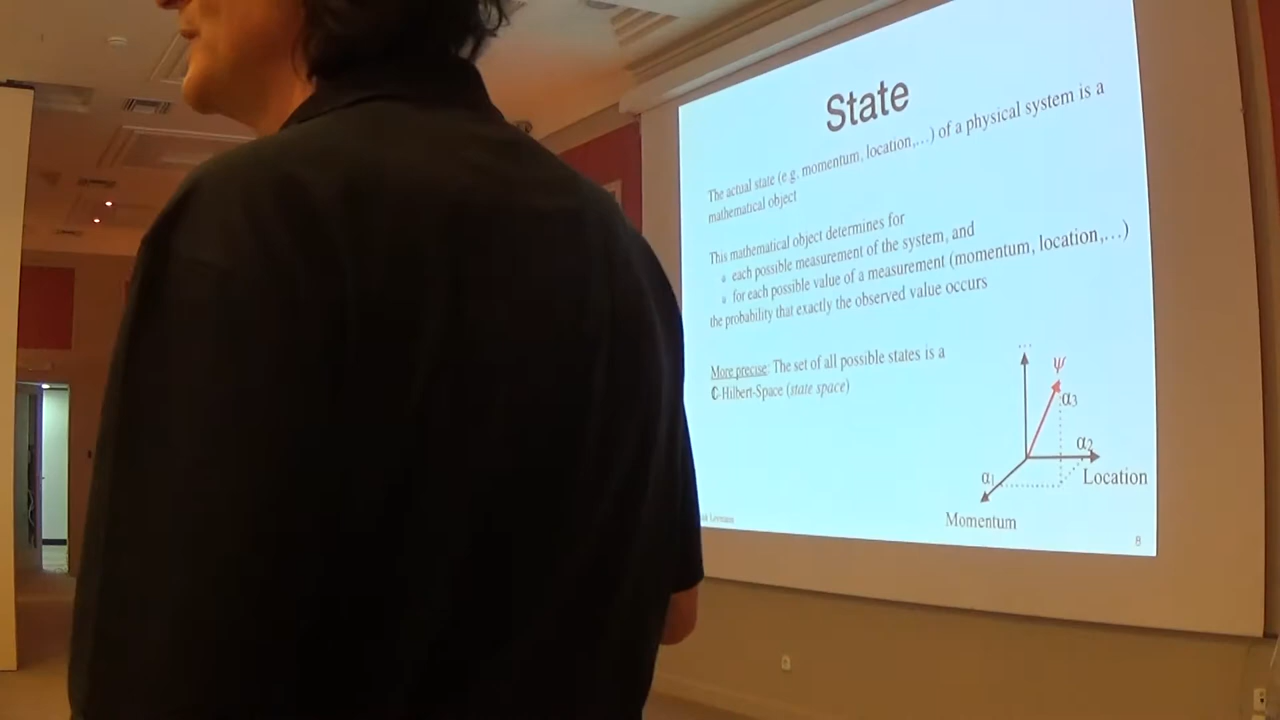 State
The actual state (e.g. momentum, location,…) of a physical system is a
mathematical object
This mathematical object determines for
each possible measurement of the system, and
for each possible value of a measurement (momentum, location,…)
the probability that exactly the observed value occurs
More precise: The set of all possible states is a
ℂ-Hilbert-Space (state space)
...
ψ
α3
α2
α1
Location
Momentum
8